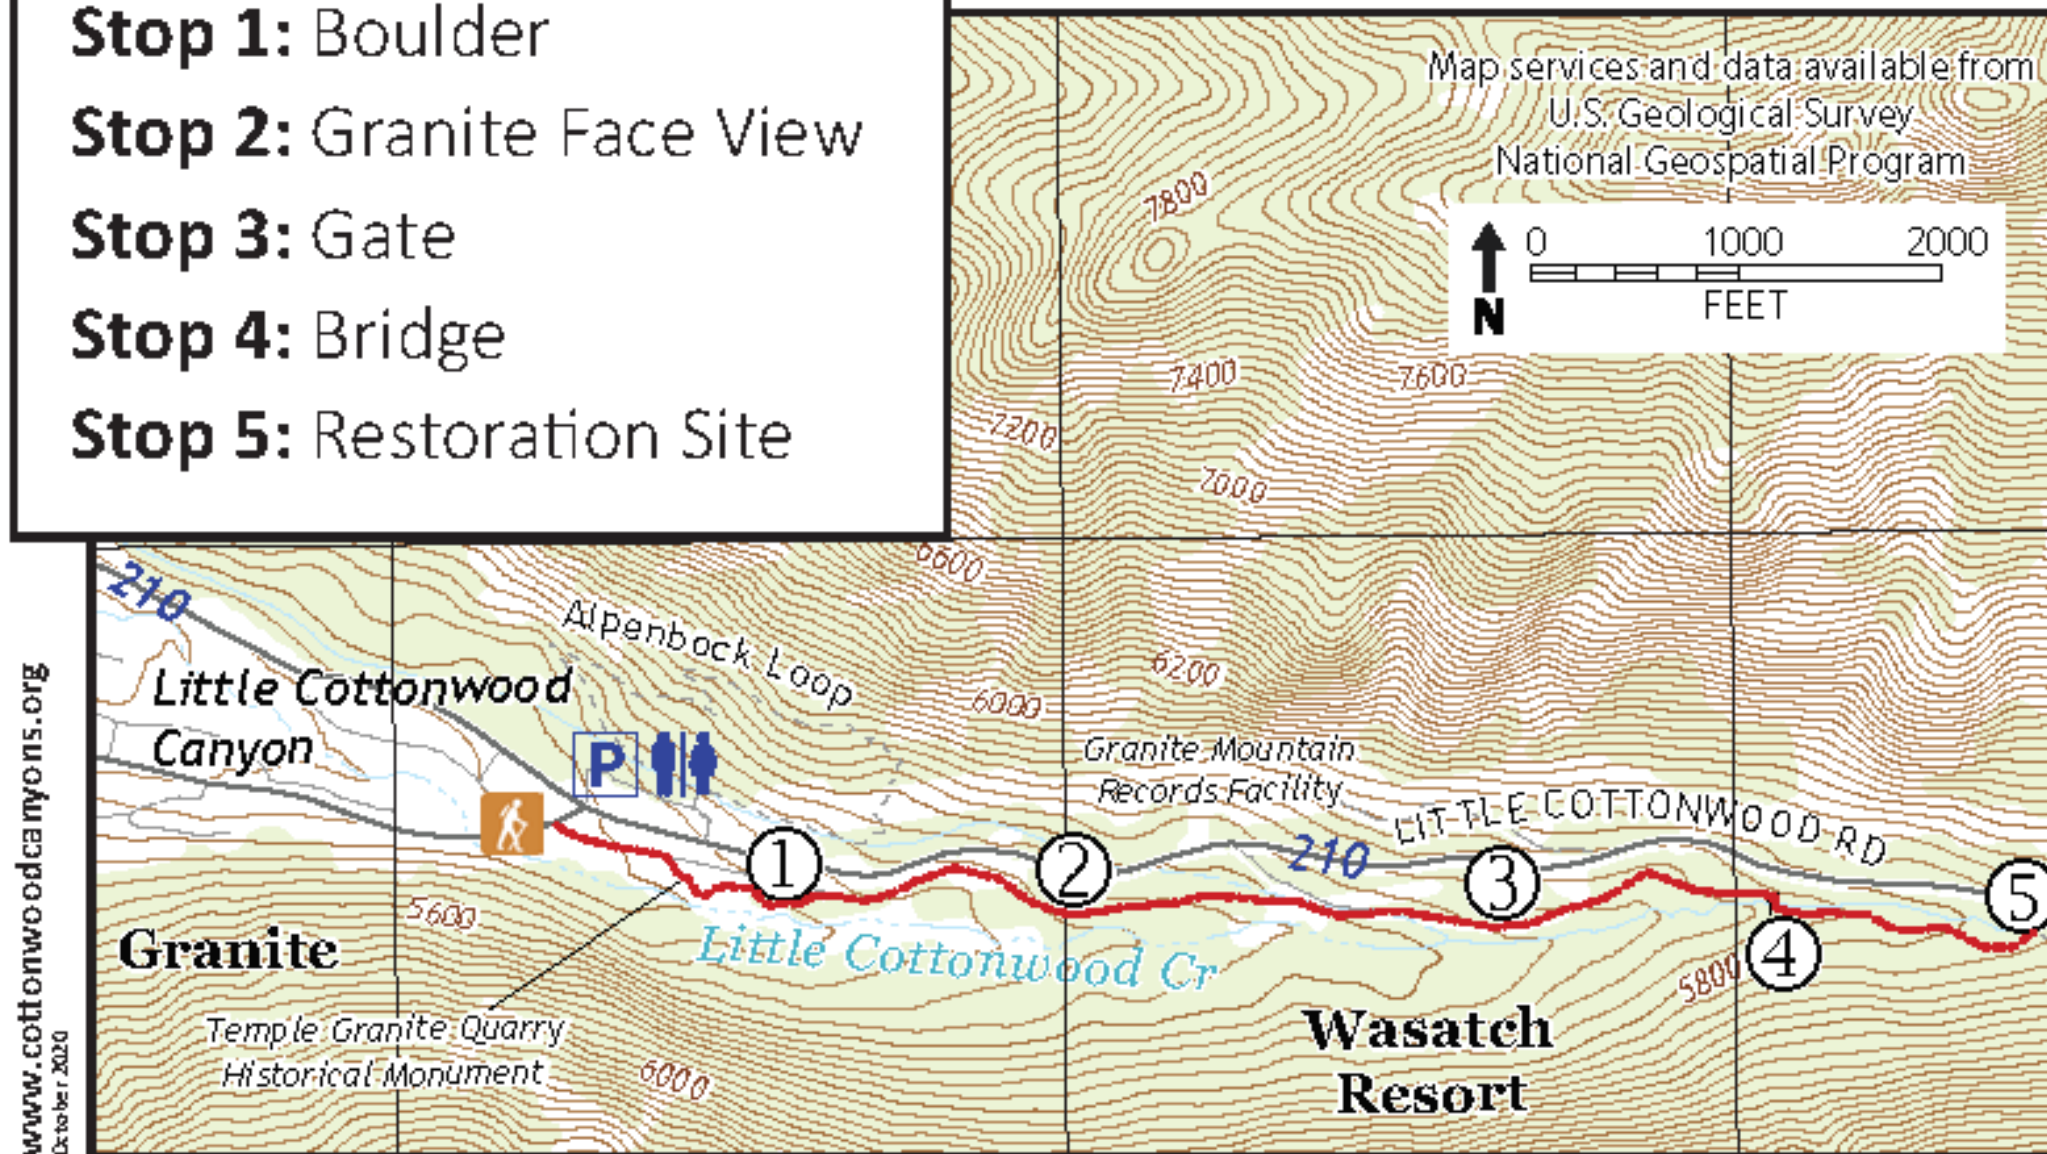 Stop 1: Boulder
Stop 2: Granite Face View
Stop 3: Gate
Stop 4: Bridge
Stop 5: Restoration Site
Map services and data available from
U.S. Geological Survey
National Geospatial Program
0 1000 2000
FEET
N
7800
7400
7600
7200
7000
6600
6200
6000
210
Alpenbock Loop
Little Cottonwood
Canyon
P
Granite Mountain
Records Facility
LITTLE COTTONWOOD RD
210
1
2
3
4
5
5600
Granite
Little Cottonwood Cr
5800
Temple Granite Quarry
Historical Monument
6000
Wasatch
Resort
www.cottonwoodcanyons.org
October 2020